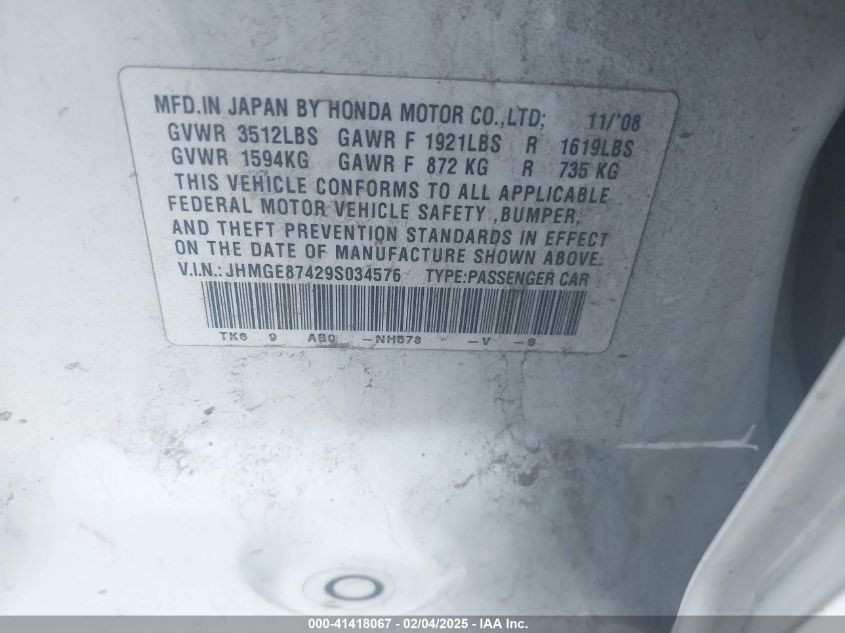 MFD.IN JAPAN BY HONDA MOTOR CO.,LTD; 11/'08
GVWR 3512LBS GAWR F 1921LBS R 1619LBS
GVWR 1594KG GAWR F 872 KG R 735 KG
THIS VEHICLE CONFORMS TO ALL APPLICABLE
FEDERAL MOTOR VEHICLE SAFETY ,BUMPER,
AND THEFT PREVENTION STANDARDS IN EFFECT
ON THE DATE OF MANUFACTURE SHOWN ABOVE.
V.I.N.: JHMGE87429S034576 TYPE:PASSENGER CAR
TK6 9 AB0 -NH578 -V -S
000-41418067 - 02/04/2025 - IAA Inc.